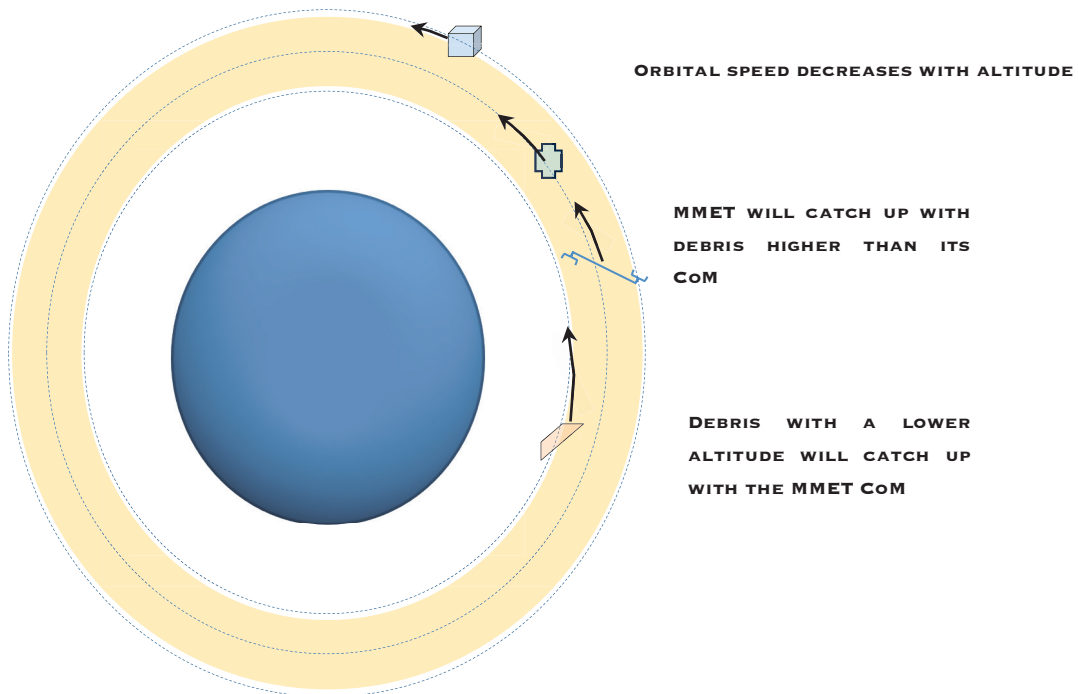 Orbital speed decreases with altitude
MMET will catch up with
debris higher than its
CoM
Debris with a lower
altitude will catch up
with the MMET CoM